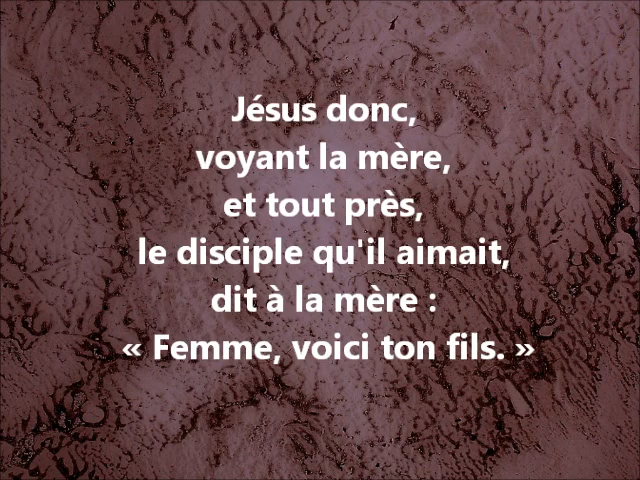 Jésus donc,
voyant la mère,
et tout près,
le disciple qu'il aimait,
dit à la mère :
« Femme, voici ton fils. »